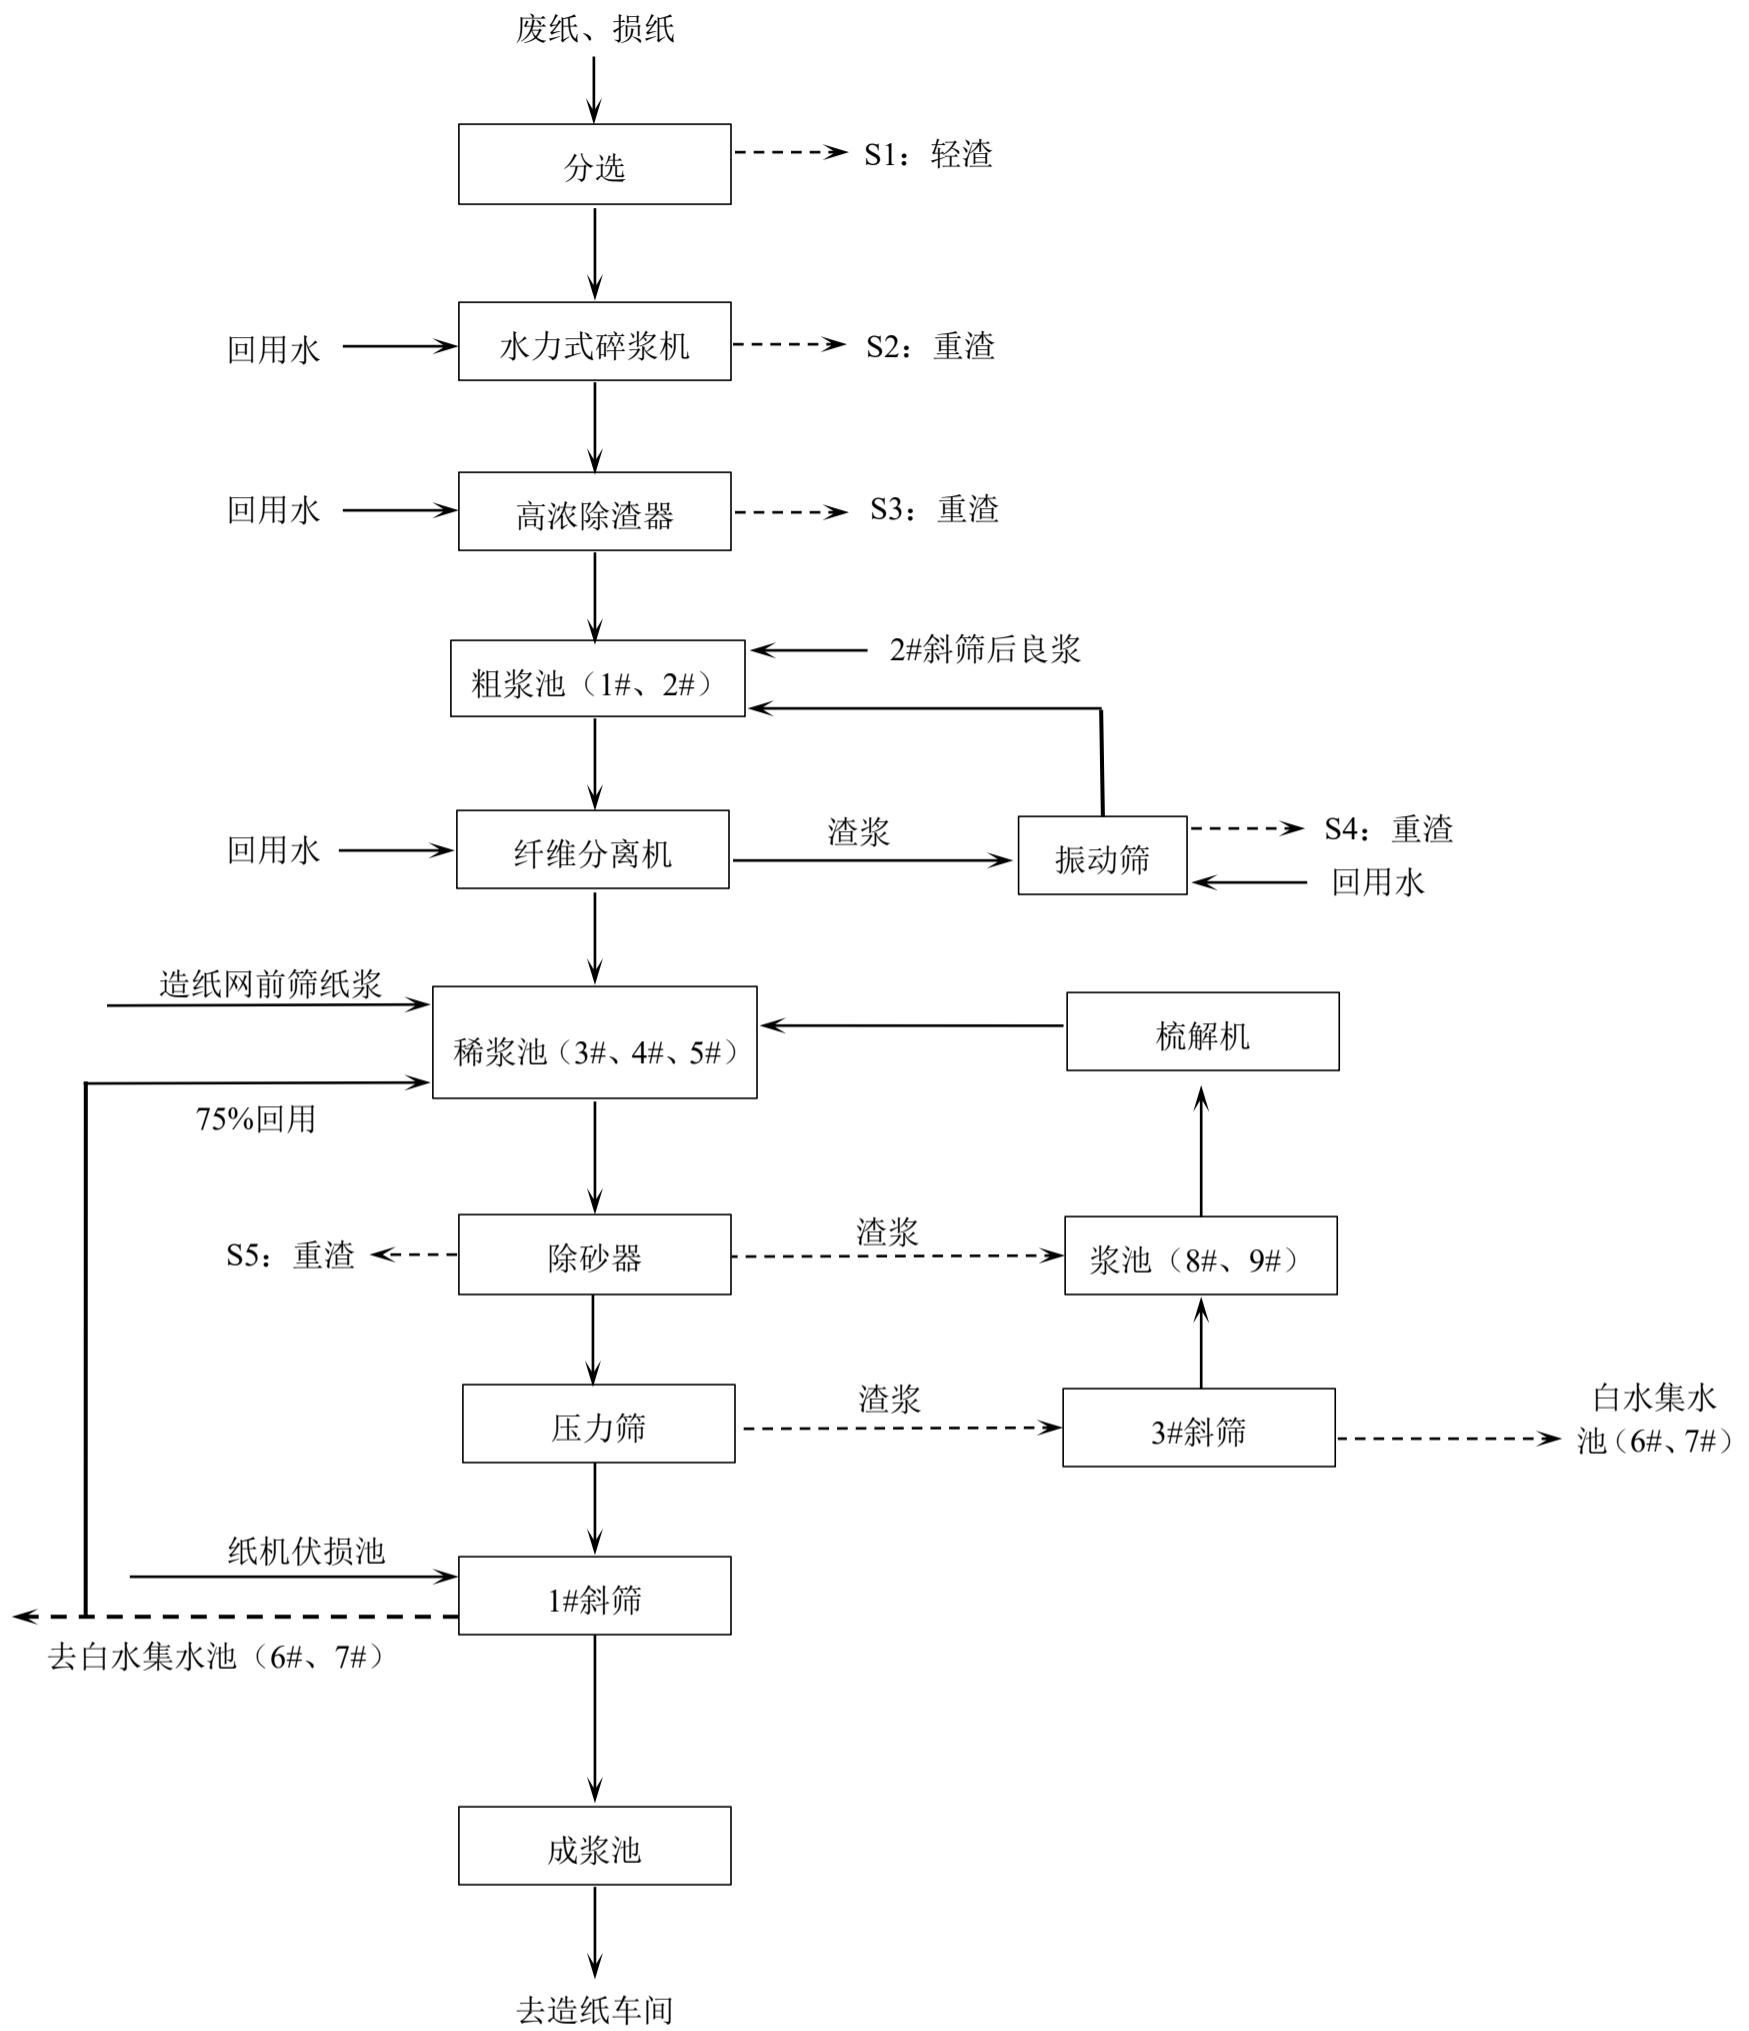 废纸、损纸
分选
S1：轻渣
回用水
水力式碎浆机
S2：重渣
回用水
高浓除渣器
S3：重渣
粗浆池（1#、2#）
2#斜筛后良浆
回用水
纤维分离机
渣浆
振动筛
S4：重渣
回用水
造纸网前筛纸浆
稀浆池（3#、4#、5#）
梳解机
75%回用
S5：重渣
除砂器
渣浆
浆池（8#、9#）
压力筛
渣浆
3#斜筛
白水集水
池（6#、7#）
纸机伏损池
1#斜筛
去白水集水池（6#、7#）
成浆池
去造纸车间